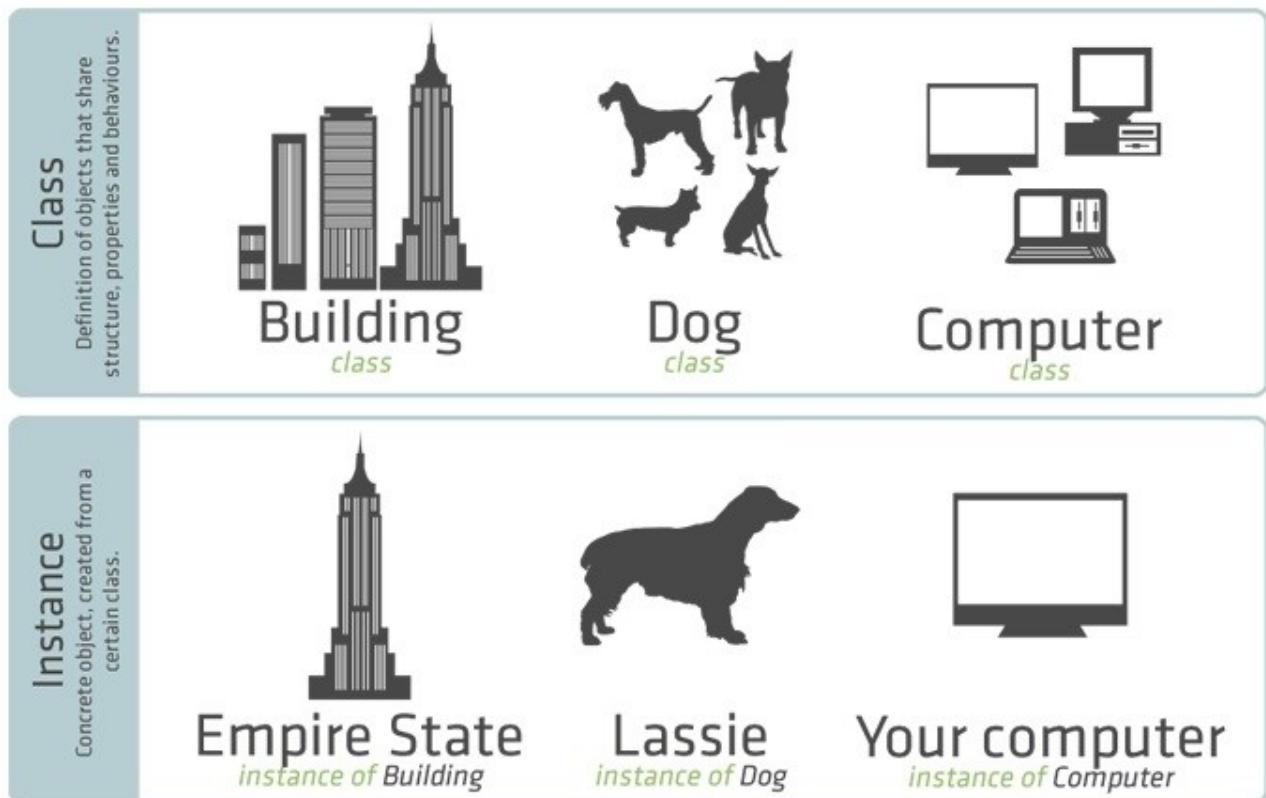 Class
Definition of objects that share
structure, properties and behaviours.
Building
class
Dog
class
Computer
class
Instance
Concrete object, created from a
certain class.
Empire State
instance of Building
Lassie
instance of Dog
Your computer
instance of Computer